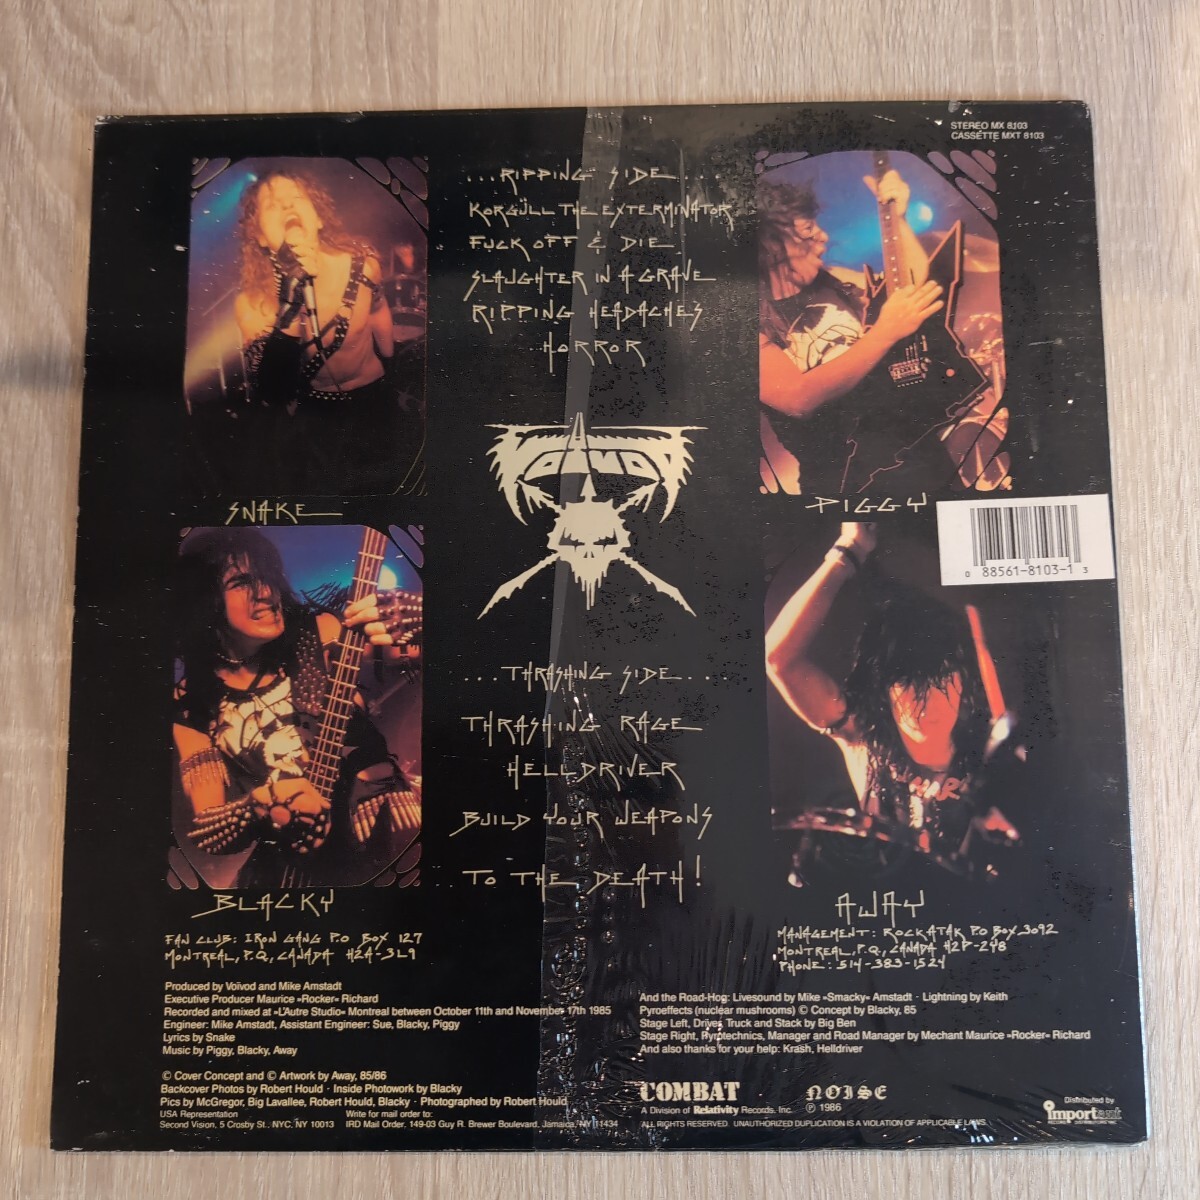 STEREO MX 8103
CASSETTE MXT 8103
...RIPPING SIDE...
KORGÜLL THE EXTERMINATOR
FUCK OFF & DIE
SLAUGHTER IN A GRAVE
RIPPING HEADACHES
HORROR
VOIVOD
SNAKE
PIGGY
0 88561-8103-1 3
...THRASHING SIDE...
THRASHING RAGE
HELLDRIVER
BUILD YOUR WEAPONS
TO THE DEATH!
BLACKY
FAN CLUB: IRON GANG P.O BOX 127
MONTREAL, P.Q, CANADA H2A-3L9
AWAY
MANAGEMENT: ROCKATAK P.O BOX 3092
MONTREAL, P.Q, CANADA H2P-2Y8
PHONE: 514-383-1524
Produced by Voïvod and Mike Amstadt
Executive Producer Maurice »Rocker« Richard
Recorded and mixed at »L'Autre Studio« Montreal between October 11th and November 17th 1985
Engineer: Mike Amstadt, Assistant Engineer: Sue, Blacky, Piggy
Lyrics by Snake
Music by Piggy, Blacky, Away
© Cover Concept and © Artwork by Away, 85/86
Backcover Photos by Robert Hould · Inside Photowork by Blacky
Pics by McGregor, Big Lavallee, Robert Hould, Blacky · Photographed by Robert Hould
USA Representation
Second Vision, 5 Crosby St., NYC, NY 10013
Write for mail order to:
IRD Mail Order, 149-03 Guy R. Brewer Boulevard, Jamaica, NY 11434
And the Road-Hog: Livesound by Mike »Smacky« Amstadt · Lightning by Keith
Pyroeffects (nuclear mushrooms) © Concept by Blacky, 85
Stage Left, Driver Truck and Stack by Big Ben
Stage Right, Pyrotechnics, Manager and Road Manager by Mechant Maurice »Rocker« Richard
And also thanks for your help: Krash, Helldriver
COMBAT
A Division of Relativity Records, Inc.
NOISE
℗ 1986
ALL RIGHTS RESERVED. UNAUTHORIZED DUPLICATION IS A VIOLATION OF APPLICABLE LAWS.
Distributed by
important